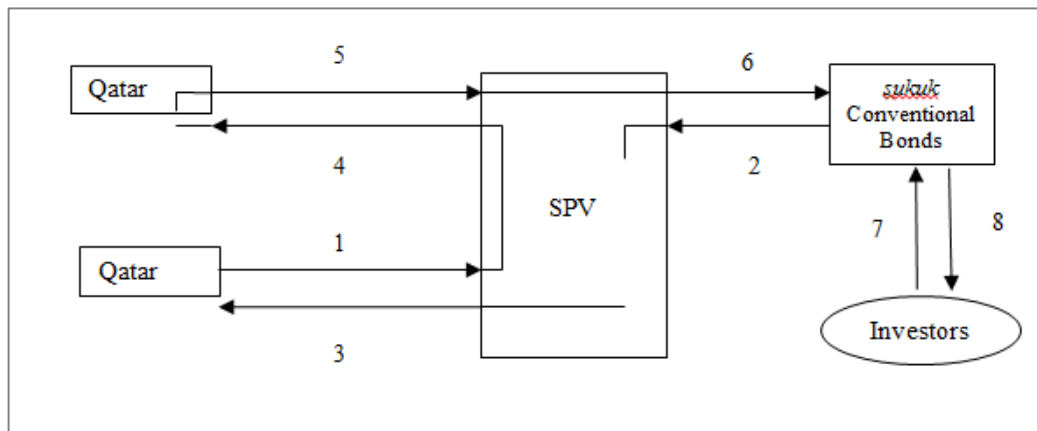 5
6
Qatar
sukuk
Conventional
Bonds
4
2
SPV
1
7
8
Qatar
Investors
3